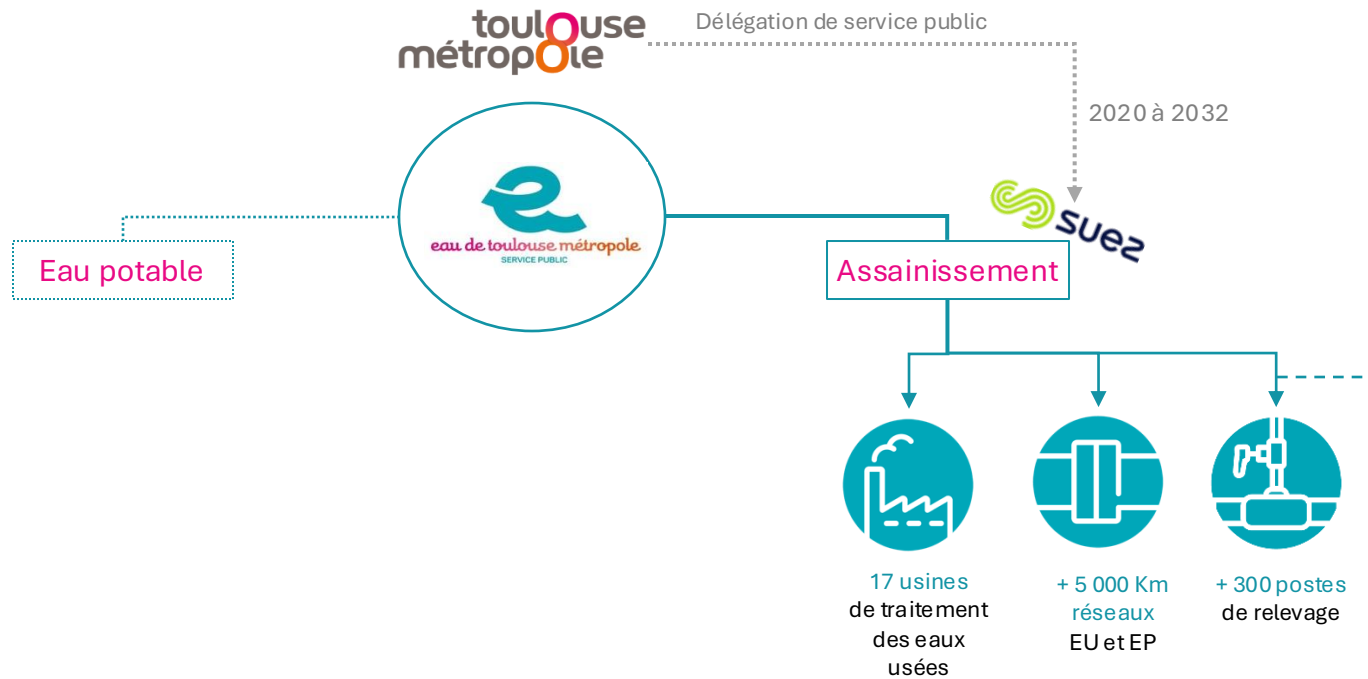 toulouse
métropole
Délégation de service public
2020 à 2032
eau de toulouse métropole
SERVICE PUBLIC
suez
Eau potable
Assainissement
17 usines
de traitement
des eaux
usées
+ 5 000 Km
réseaux
EU et EP
+ 300 postes
de relevage